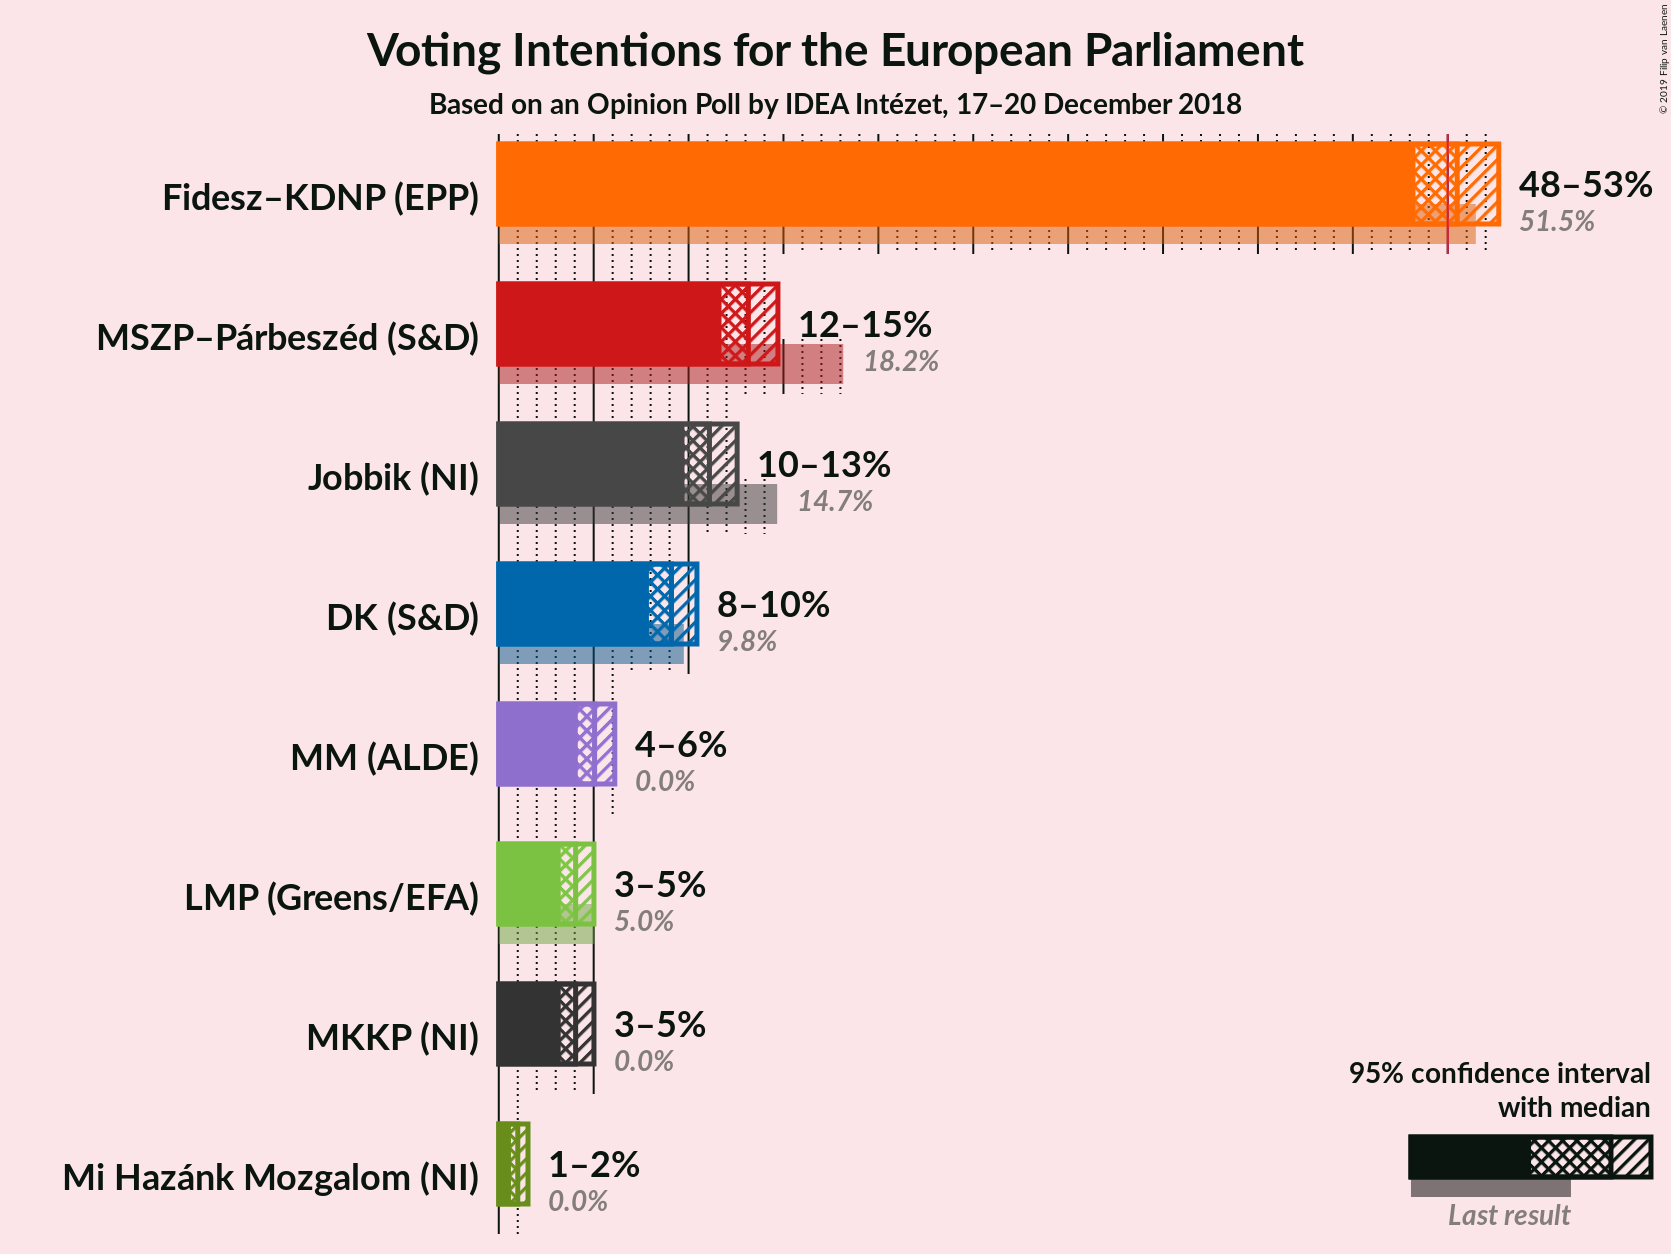 Voting Intentions for the European Parliament
Based on an Opinion Poll by IDEA Intézet, 17–20 December 2018
© 2019 Filip van Laenen
Fidesz–KDNP (EPP)
48–53%
51.5%
MSZP–Párbeszéd (S&D)
12–15%
18.2%
Jobbik (NI)
10–13%
14.7%
DK (S&D)
8–10%
9.8%
MM (ALDE)
4–6%
0.0%
LMP (Greens/EFA)
3–5%
5.0%
MKKP (NI)
3–5%
0.0%
Mi Hazánk Mozgalom (NI)
1–2%
0.0%
95% confidence interval
with median
Last result